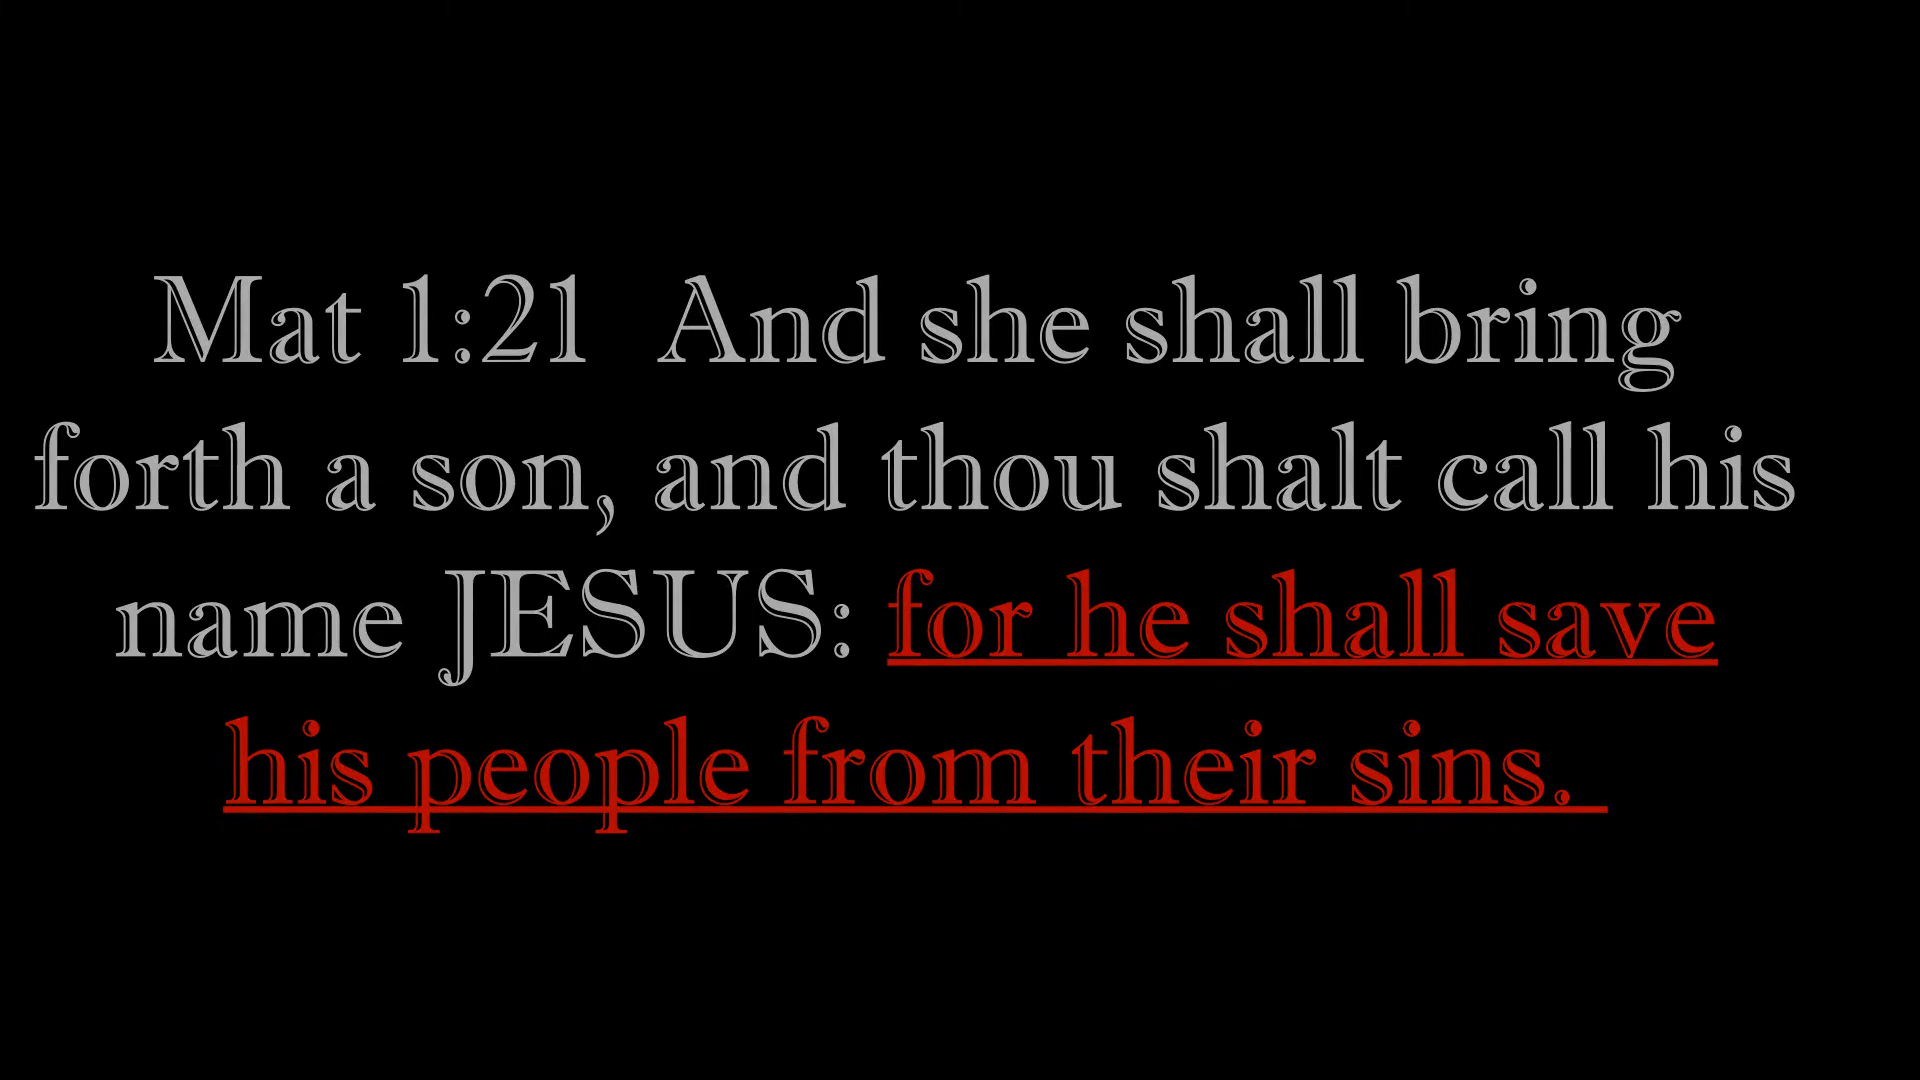 Mat 1:21  And she shall bring
forth a son, and thou shalt call his
name JESUS: for he shall save
his people from their sins.